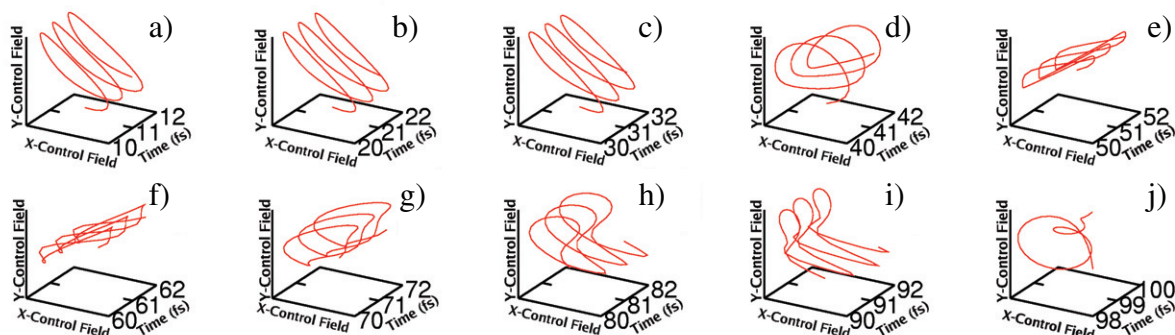 a)
Y-Control Field
X-Control Field
10 11 12
Time (fs)
b)
Y-Control Field
X-Control Field
20 21 22
Time (fs)
c)
Y-Control Field
X-Control Field
30 31 32
Time (fs)
d)
Y-Control Field
X-Control Field
40 41 42
Time (fs)
e)
Y-Control Field
X-Control Field
50 51 52
Time (fs)
f)
Y-Control Field
X-Control Field
60 61 62
Time (fs)
g)
Y-Control Field
X-Control Field
70 71 72
Time (fs)
h)
Y-Control Field
X-Control Field
80 81 82
Time (fs)
i)
Y-Control Field
X-Control Field
90 91 92
Time (fs)
j)
Y-Control Field
X-Control Field
98 99 100
Time (fs)